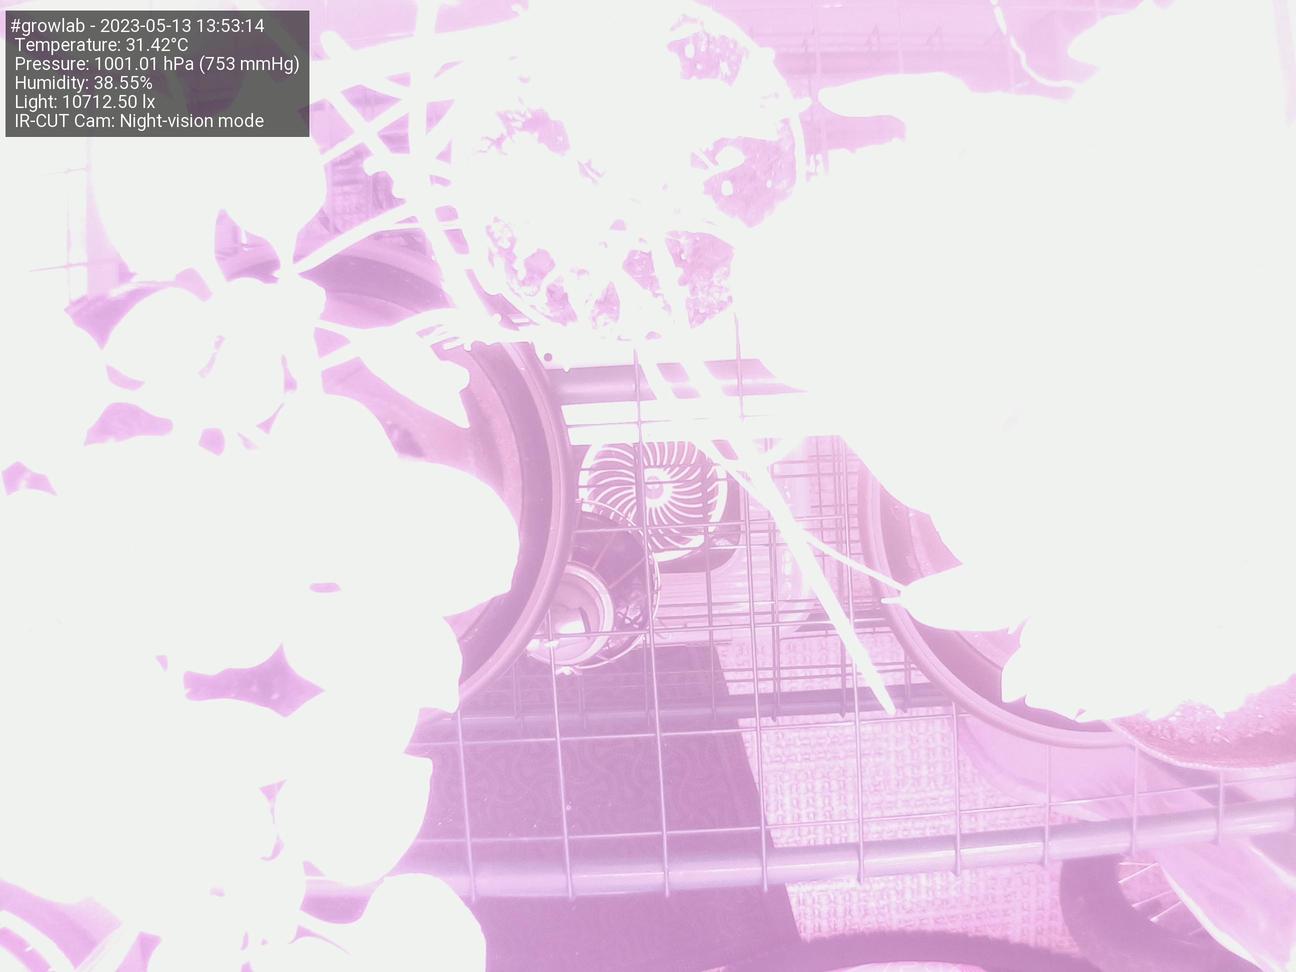 #growlab - 2023-05-13 13:53:14
Temperature: 31.42°C
Pressure: 1001.01 hPa (753 mmHg)
Humidity: 38.55%
Light: 10712.50 lx
IR-CUT Cam: Night-vision mode